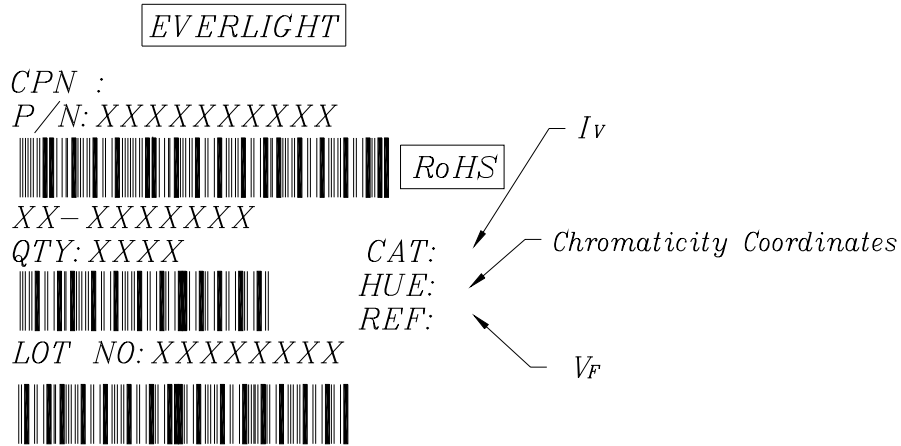 EVERLIGHT
CPN :
P/N: XXXXXXXXXX
RoHS
XX-XXXXXXX
QTY: XXXX
CAT:
HUE:
REF:
LOT NO: XXXXXXXX
Iv
Chromaticity Coordinates
VF